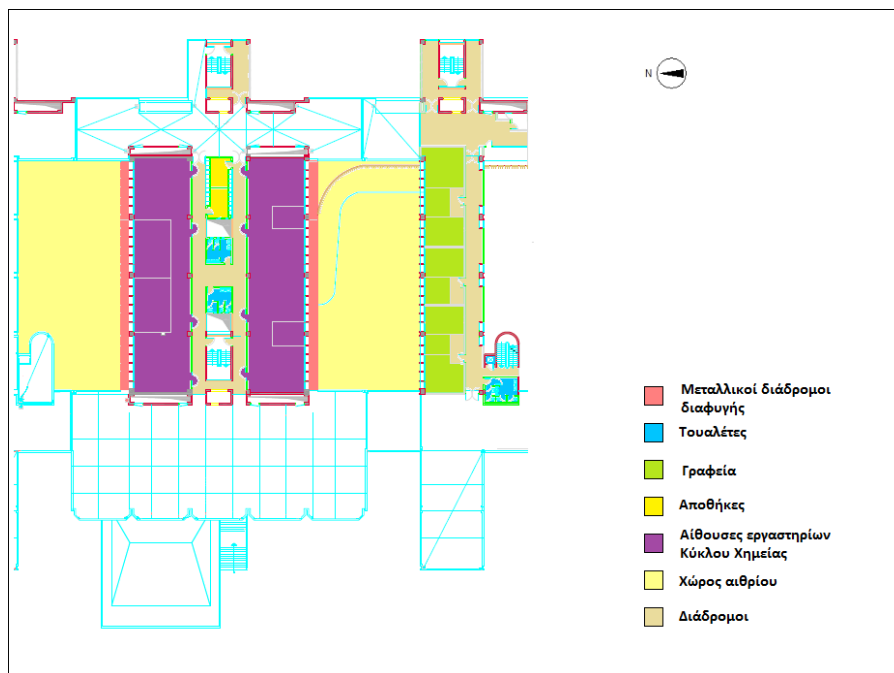 N
Μεταλλικοί διάδρομοι
διαφυγής
Τουαλέτες
Γραφεία
Αποθήκες
Αίθουσες εργαστηρίων
Κύκλου Χημείας
Χώρος αιθρίου
Διάδρομοι